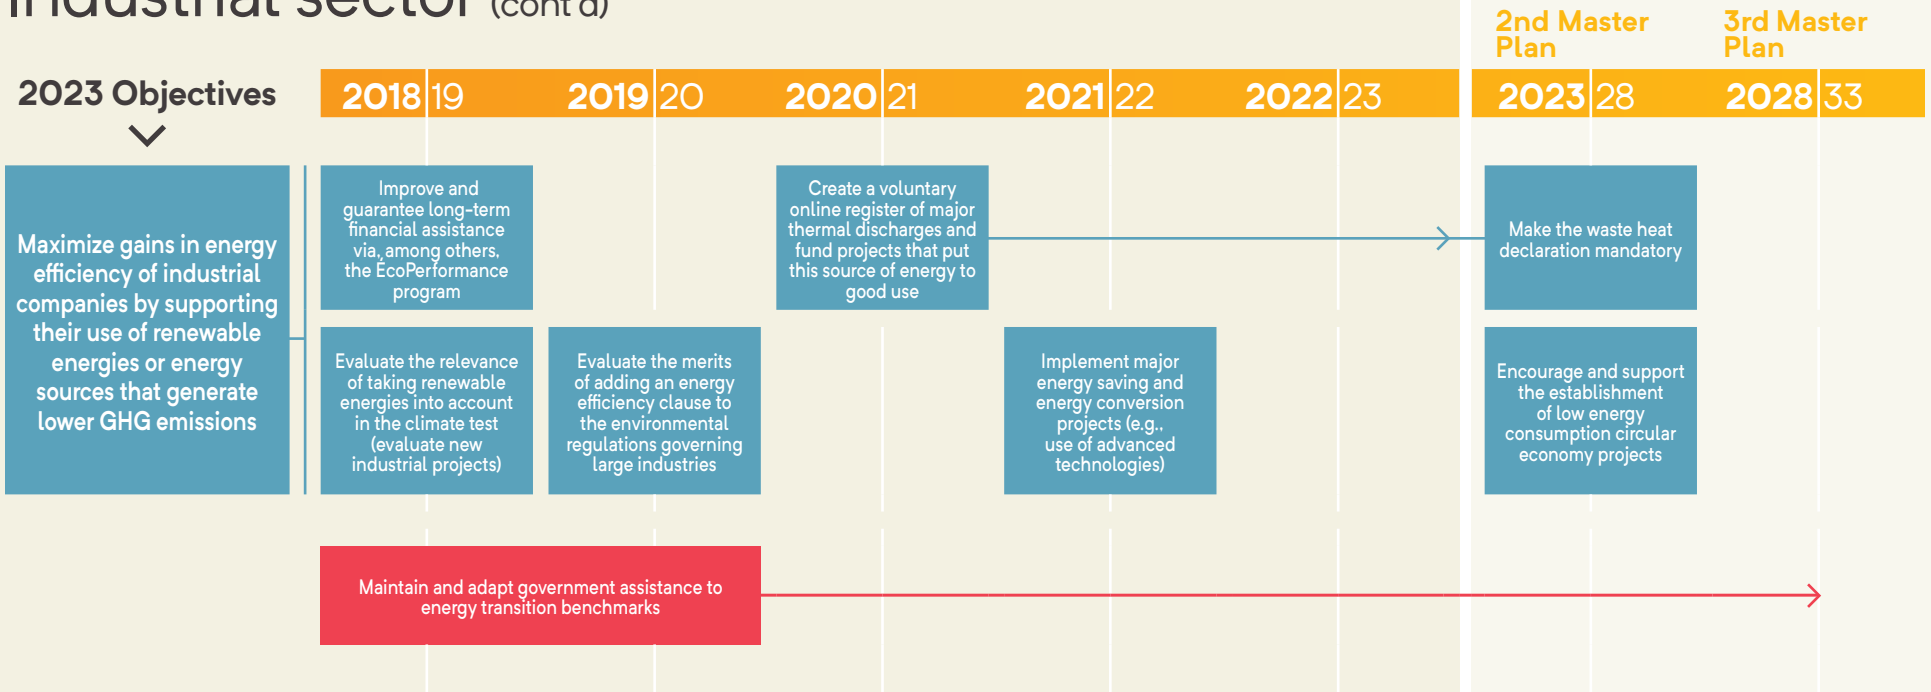 Industrial sector (cont'd)
2nd Master
Plan
3rd Master
Plan
2023 Objectives
2018|19
2019|20
2020|21
2021|22
2022|23
2023|28
2028|33
Maximize gains in energy
efficiency of industrial
companies by supporting
their use of renewable
energies or energy
sources that generate
lower GHG emissions
Improve and
guarantee long-term
financial assistance
via, among others,
the ÉcoPerformance
program
Create a voluntary
online register of major
thermal discharges and
fund projects that put
this source of energy to
good use
Make the waste heat
declaration mandatory
Evaluate the relevance
of taking renewable
energies into account
in the climate test
(evaluate new
industrial projects)
Evaluate the merits
of adding an energy
efficiency clause to
the environmental
regulations governing
large industries
Implement major
energy saving and
energy conversion
projects (e.g.,
use of advanced
technologies)
Encourage and support
the establishment
of low energy
consumption circular
economy projects
Maintain and adapt government assistance to
energy transition benchmarks